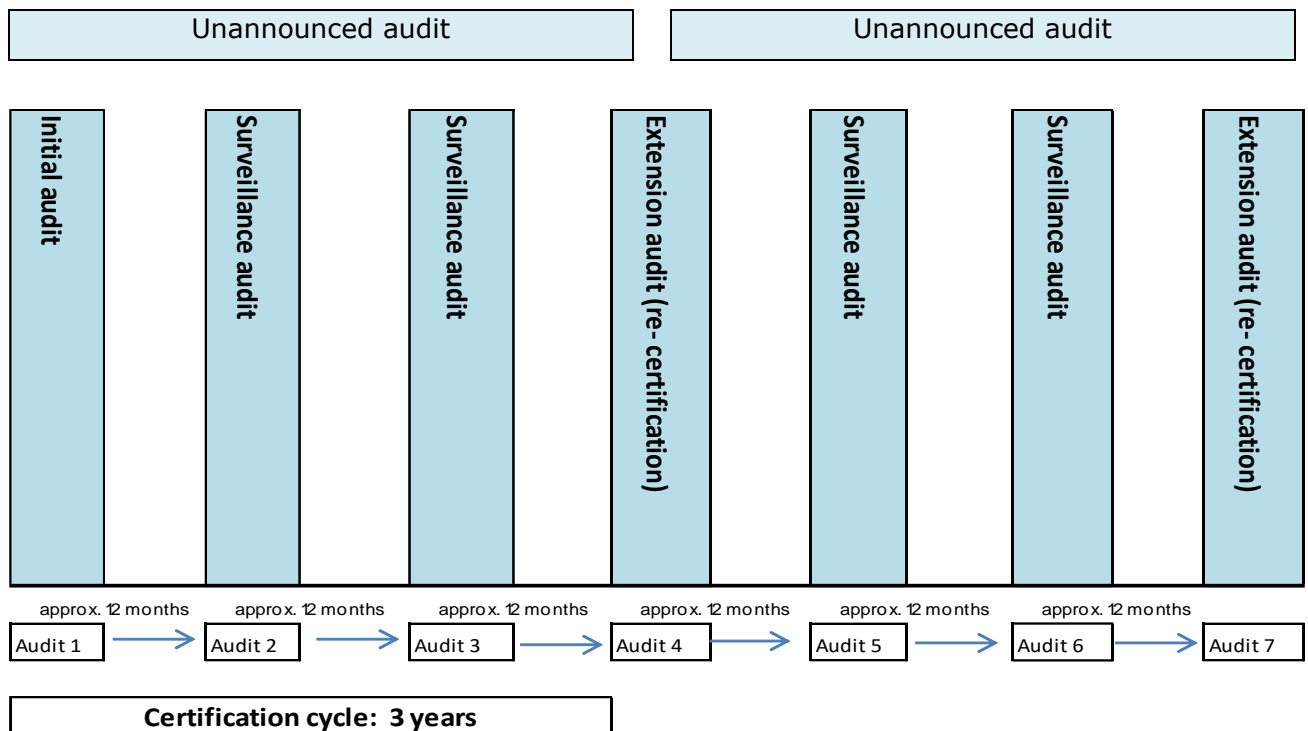 Unannounced audit
Unannounced audit
Initial audit
Surveillance audit
Surveillance audit
Extension audit (re- certification)
Surveillance audit
Surveillance audit
Extension audit (re- certification)
approx. 12 months
approx. 12 months
approx. 12 months
approx. 12 months
approx. 12 months
approx. 12 months
Audit 1
Audit 2
Audit 3
Audit 4
Audit 5
Audit 6
Audit 7
Certification cycle: 3 years